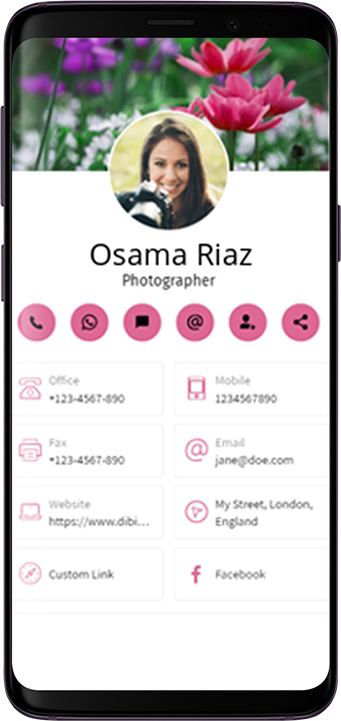 Osama Riaz
Photographer
Office
+123-4567-890
Mobile
1234567890
Fax
+123-4567-890
Email
jane@doe.com
Website
https://www.dibi...
My Street, London,
England
Custom Link
Facebook